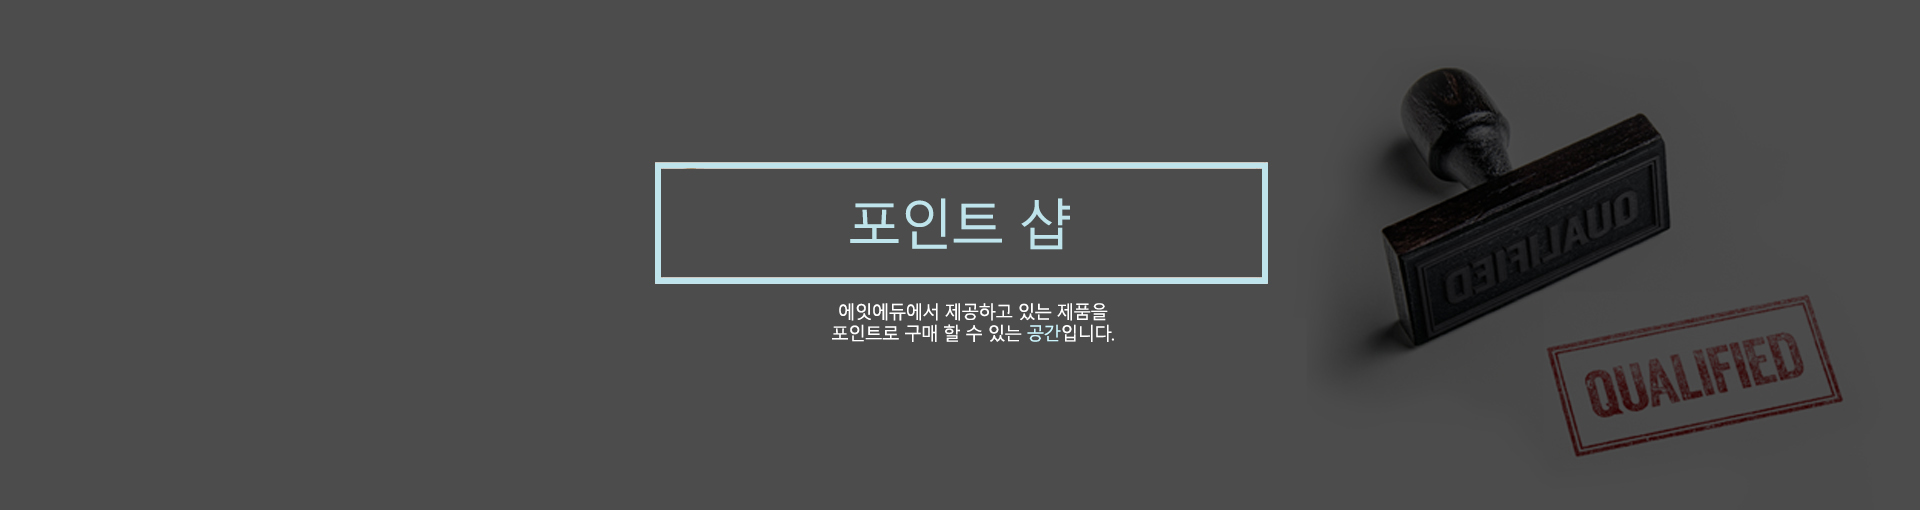 포인트 샵
에잇에듀에서 제공하고 있는 제품을
포인트로 구매 할 수 있는 공간입니다.
QUALIFIED
QUALIFIED